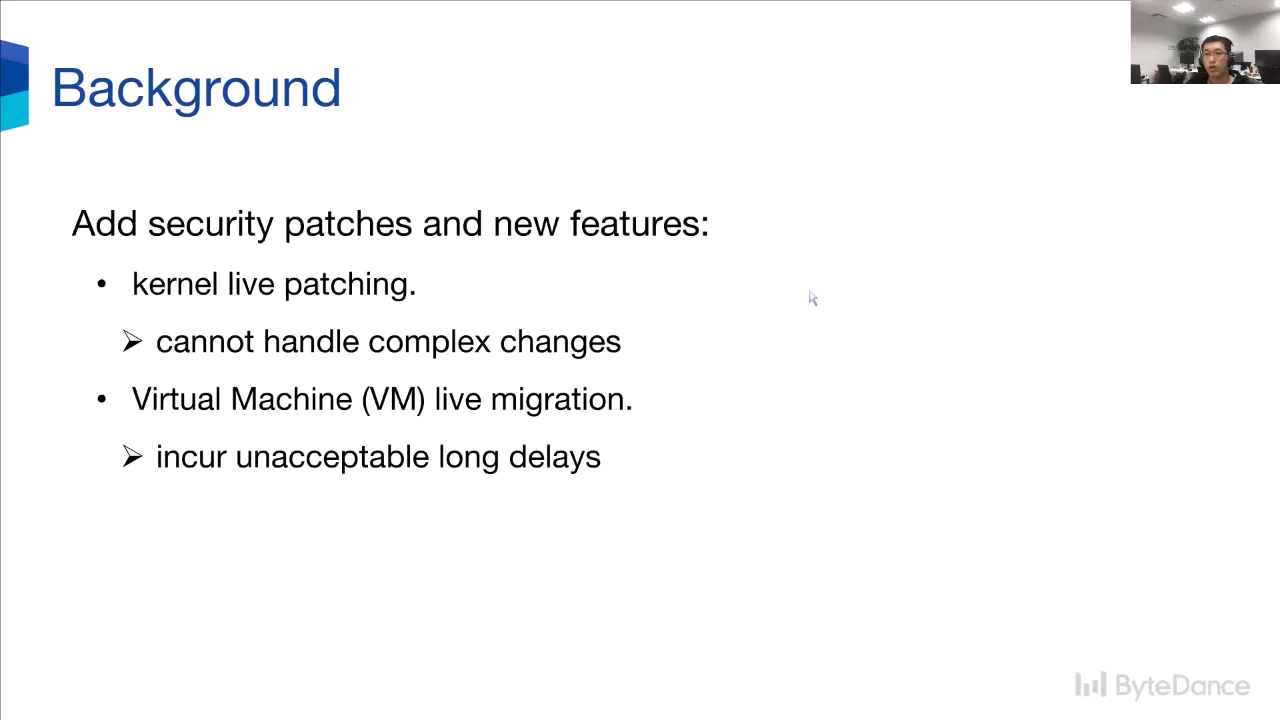 Background
Add security patches and new features:
• kernel live patching.
➢ cannot handle complex changes
• Virtual Machine (VM) live migration.
➢ incur unacceptable long delays
ByteDance